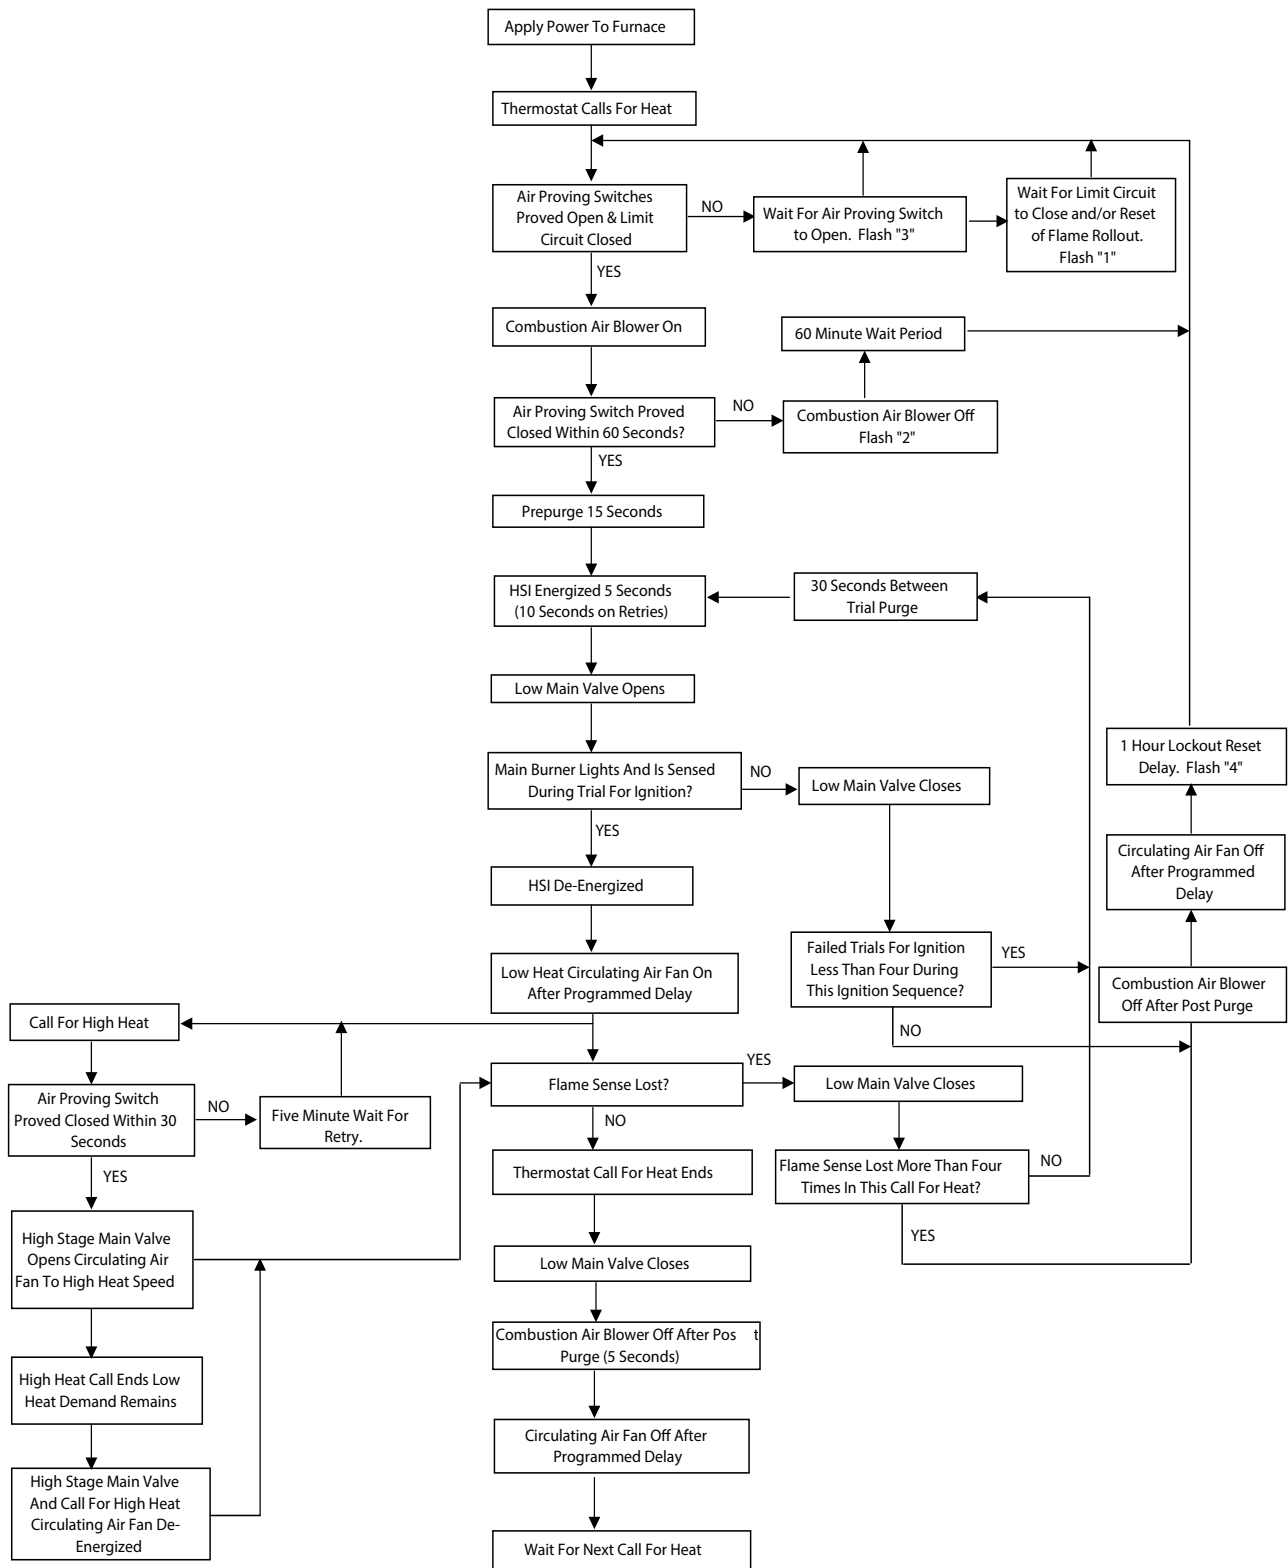 Apply Power To Furnace
Thermostat Calls For Heat
Air Proving Switches
Proved Open & Limit
Circuit Closed
NO
Wait For Air Proving Switch
to Open. Flash "3"
Wait For Limit Circuit
to Close and/or Reset
of Flame Rollout.
Flash "1"
YES
Combustion Air Blower On
60 Minute Wait Period
Air Proving Switch Proved
Closed Within 60 Seconds?
NO
Combustion Air Blower Off
Flash "2"
YES
Prepurge 15 Seconds
HSI Energized 5 Seconds
(10 Seconds on Retries)
30 Seconds Between
Trial Purge
Low Main Valve Opens
Main Burner Lights And Is Sensed
During Trial For Ignition?
NO
Low Main Valve Closes
1 Hour Lockout Reset
Delay. Flash "4"
YES
HSI De-Energized
Circulating Air Fan Off
After Programmed
Delay
Low Heat Circulating Air Fan On
After Programmed Delay
Failed Trials For Ignition
Less Than Four During
This Ignition Sequence?
YES
Combustion Air Blower
Off After Post Purge
NO
Call For High Heat
Flame Sense Lost?
YES
Low Main Valve Closes
Air Proving Switch
Proved Closed Within 30
Seconds
NO
Five Minute Wait For
Retry.
NO
Thermostat Call For Heat Ends
Flame Sense Lost More Than Four
Times In This Call For Heat?
NO
YES
YES
High Stage Main Valve
Opens Circulating Air
Fan To High Heat Speed
Low Main Valve Closes
Combustion Air Blower Off After Pos t
Purge (5 Seconds)
High Heat Call Ends Low
Heat Demand Remains
Circulating Air Fan Off After
Programmed Delay
High Stage Main Valve
And Call For High Heat
Circulating Air Fan De-
Energized
Wait For Next Call For Heat